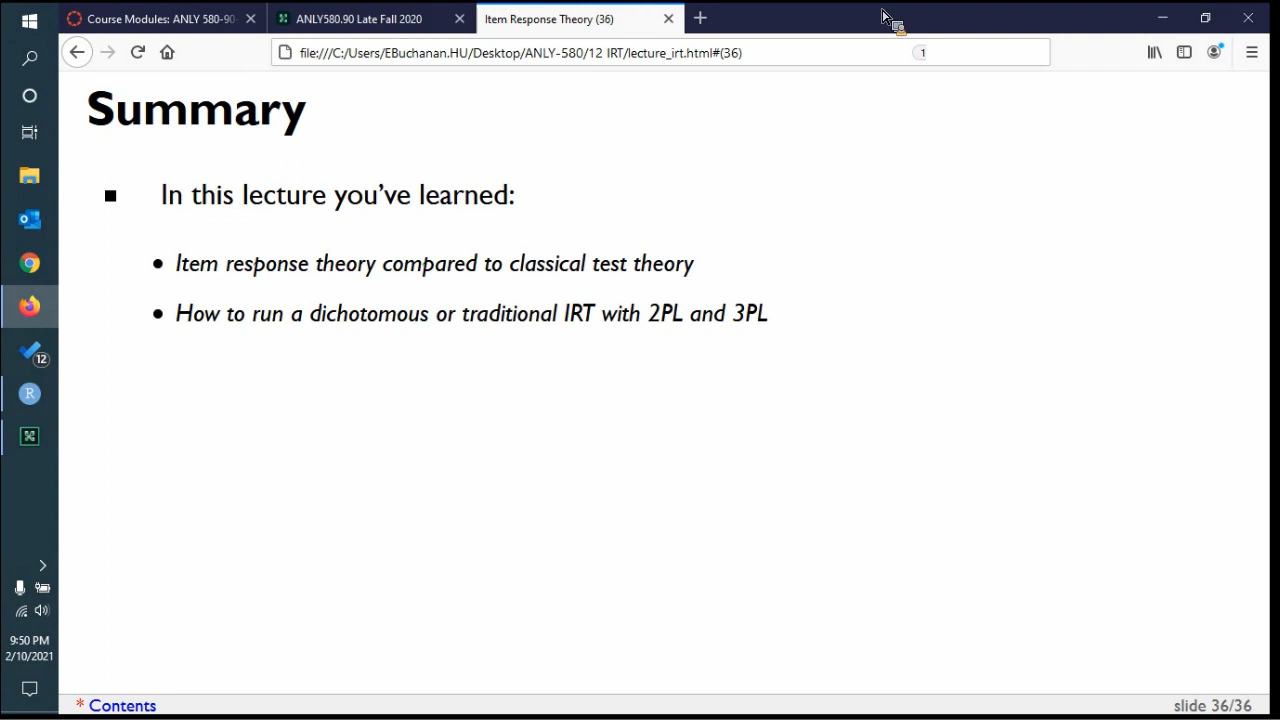 Course Modules: ANLY 580-90-
ANLY580.90 Late Fall 2020
Item Response Theory (36)
file:///C:/Users/EBuchanan.HU/Desktop/ANLY-580/12 IRT/lecture_irt.html#(36)
1
Summary
In this lecture you’ve learned:
Item response theory compared to classical test theory
How to run a dichotomous or traditional IRT with 2PL and 3PL
12
R
9:50 PM
2/10/2021
* Contents
slide 36/36